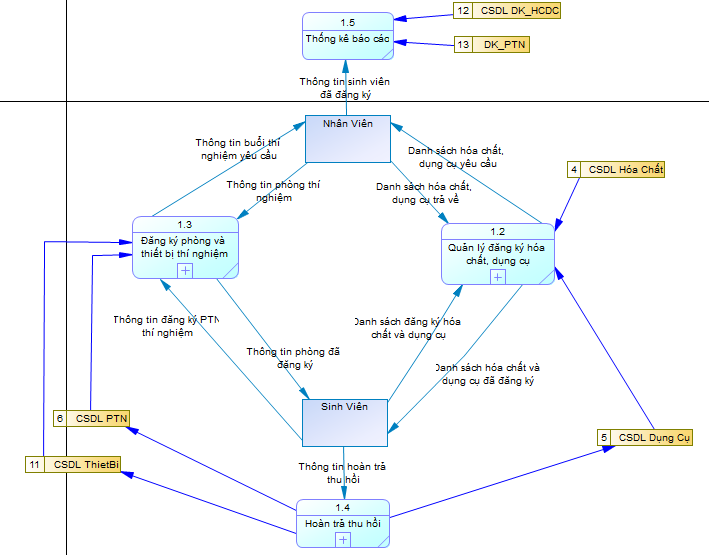 12 CSDL DK_HCDC
1.5
Thống kê báo cáo
13 DK_PTN
Thông tin sinh viên
đã đăng ký
Nhân Viên
Thông tin buổi thí
nghiệm yêu cầu
Danh sách hóa chất,
dụng cụ yêu cầu
4 CSDL Hóa Chất
Thông tin phòng thí
nghiệm
Danh sách hóa chất,
dụng cụ trả về
1.3
Đăng ký phòng và
thiết bị thí nghiệm
1.2
Quản lý đăng ký hóa
chất, dụng cụ
Thông tin đăng ký PTN
thí nghiệm
Danh sách đăng ký hóa
chất và dụng cụ
Thông tin phòng đã
đăng ký
Danh sách hóa chất và
dụng cụ đã đăng ký
Sinh Viên
6 CSDL PTN
5 CSDL Dụng Cụ
11 CSDL ThietBi
Thông tin hoàn trả
thu hồi
1.4
Hoàn trả thu hồi